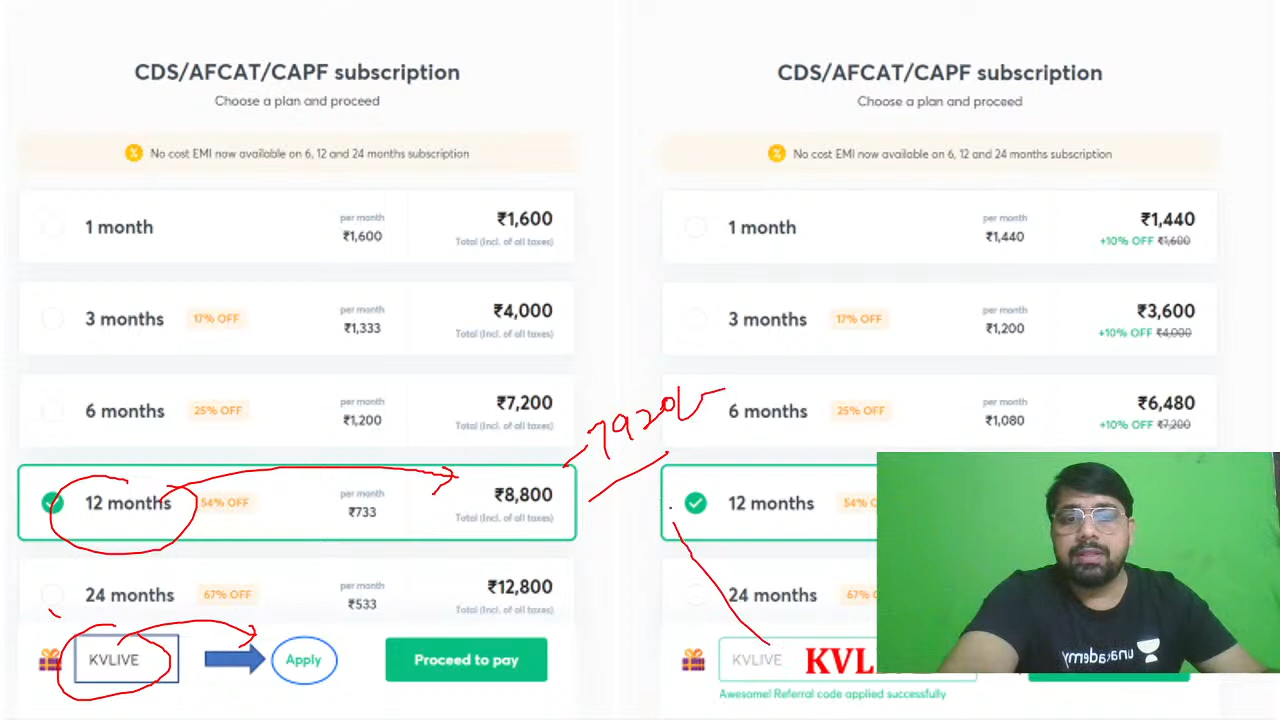 CDS/AFCAT/CAPF subscription
Choose a plan and proceed
No cost EMI now available on 6, 12 and 24 months subscription
1 month
per month
₹1,600
₹1,600
Total (Incl. of all taxes)
3 months
17% OFF
per month
₹1,333
₹4,000
Total (Incl. of all taxes)
6 months
25% OFF
per month
₹1,200
₹7,200
Total (Incl. of all taxes)
12 months
54% OFF
per month
₹733
₹8,800
Total (Incl. of all taxes)
24 months
67% OFF
per month
₹533
₹12,800
Total (Incl. of all taxes)
KVLIVE
Apply
Proceed to pay
7920/-
CDS/AFCAT/CAPF subscription
Choose a plan and proceed
No cost EMI now available on 6, 12 and 24 months subscription
1 month
per month
₹1,440
₹1,440
+10% OFF ₹1,600
3 months
17% OFF
per month
₹1,200
₹3,600
+10% OFF ₹4,000
6 months
25% OFF
per month
₹1,080
₹6,480
+10% OFF ₹7,200
12 months
54%
24 months
67%
KVLIVE
KVL
Awesome! Referral code applied successfully
unacademy